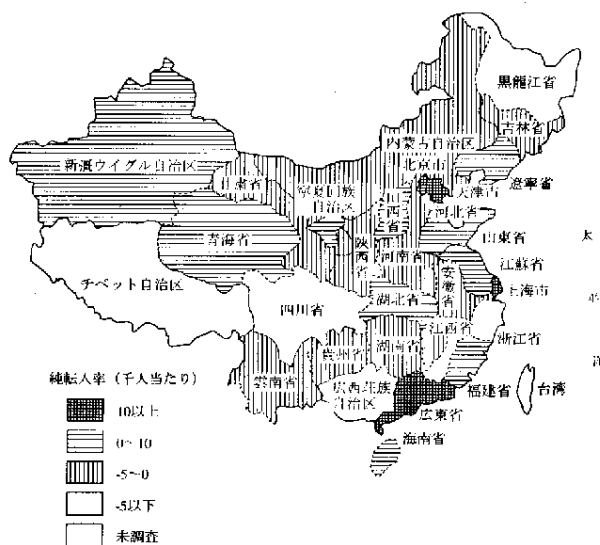 黒龍江省
吉林省
内蒙古自治区
北京市
遼寧省
新疆ウイグル自治区
甘粛省
寧夏回族
自治区
天津市
河北省
山西省
青海省
陝西省
河南省
山東省
太
江蘇省
チベット自治区
安徽省
上海市
平
四川省
湖北省
浙江省
江西省
洋
湖南省
貴州省
純転入率（千人当たり）
雲南省
広西壮族
自治区
福建省
台湾
10以上
広東省
0〜10
海南省
-5〜0
-5以下
未調査